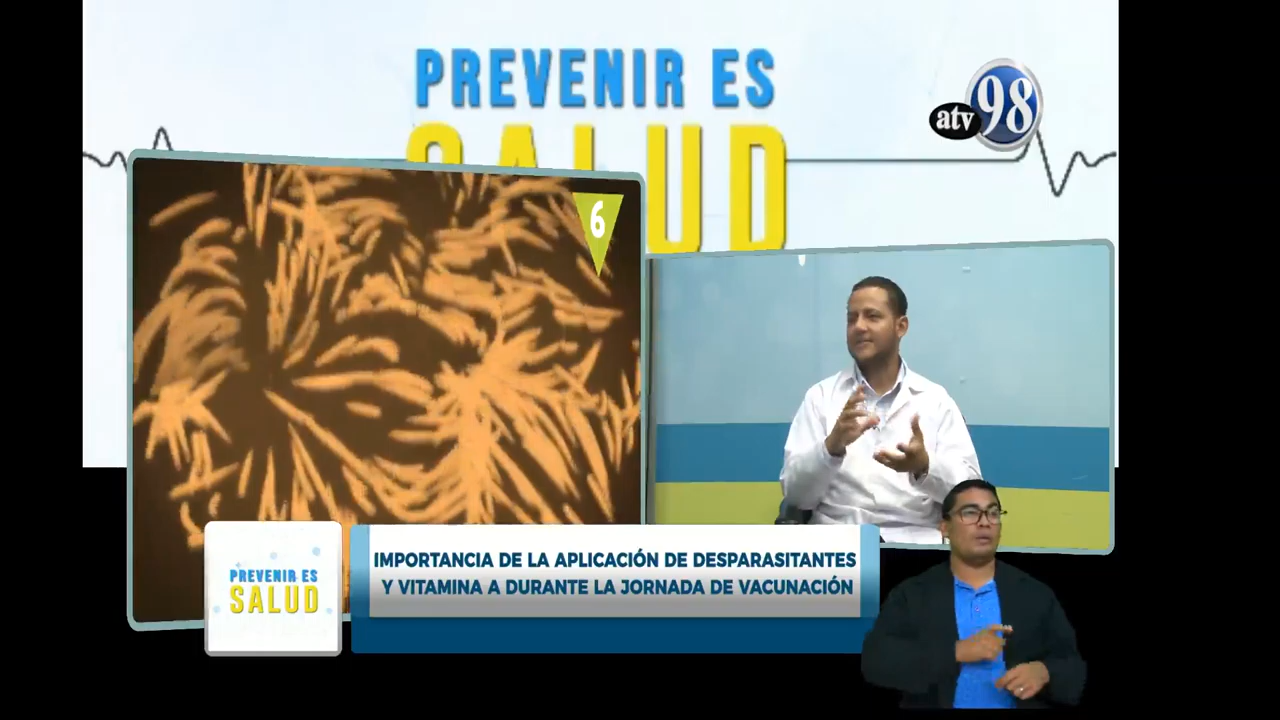 PREVENIR ES
SALUD
atv 98
6
PREVENIR ES
SALUD
IMPORTANCIA DE LA APLICACIÓN DE DESPARASITANTES
Y VITAMINA A DURANTE LA JORNADA DE VACUNACIÓN